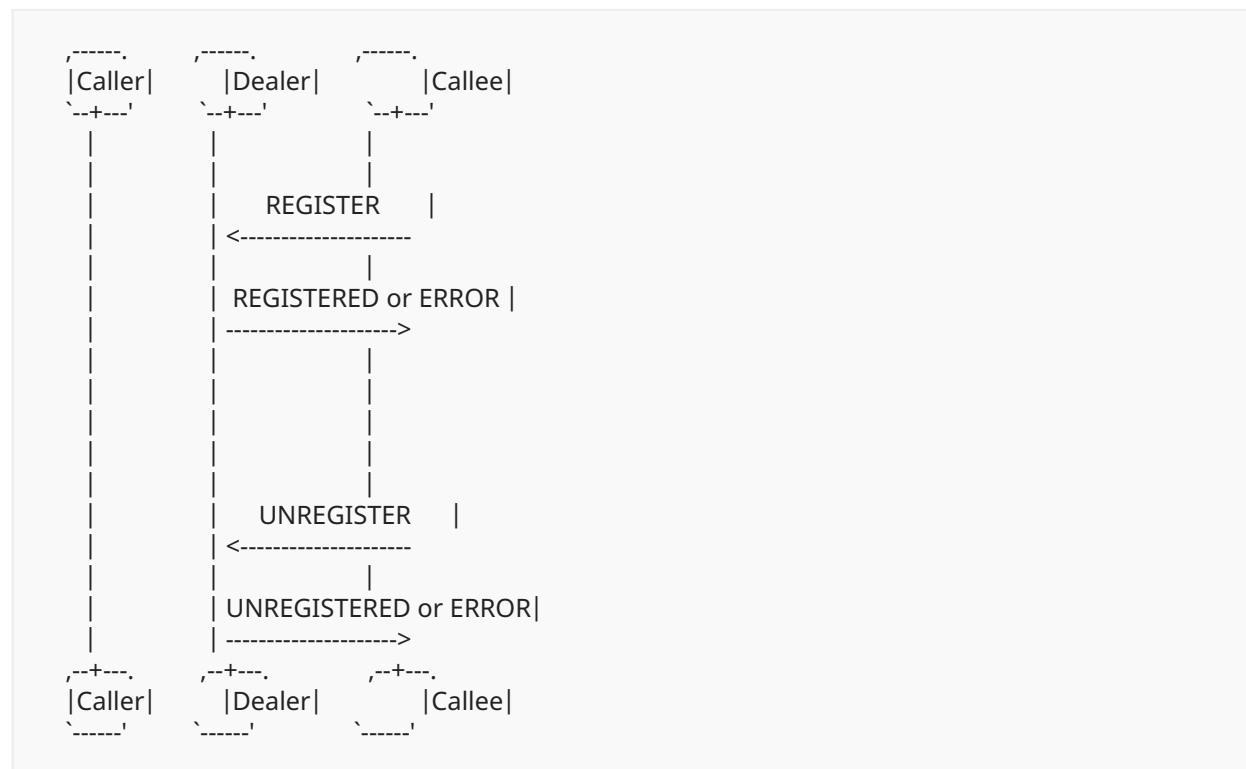 ,------.          ,------.               ,------.
|Caller|          |Dealer|               |Callee|
`--+---'          `--+---'               `--+---'
   |                 |                      |
   |                 |                      |
   |                 |       REGISTER       |
   |                 | <---------------------
   |                 |                      |
   |                 |  REGISTERED or ERROR |
   |                 | --------------------->
   |                 |                      |
   |                 |                      |
   |                 |                      |
   |                 |                      |
   |                 |                      |
   |                 |      UNREGISTER      |
   |                 | <---------------------
   |                 |                      |
   |                 | UNREGISTERED or ERROR|
   |                 | --------------------->
,--+---.          ,--+---.               ,--+---.
|Caller|          |Dealer|               |Callee|
`------'          `------'               `------'